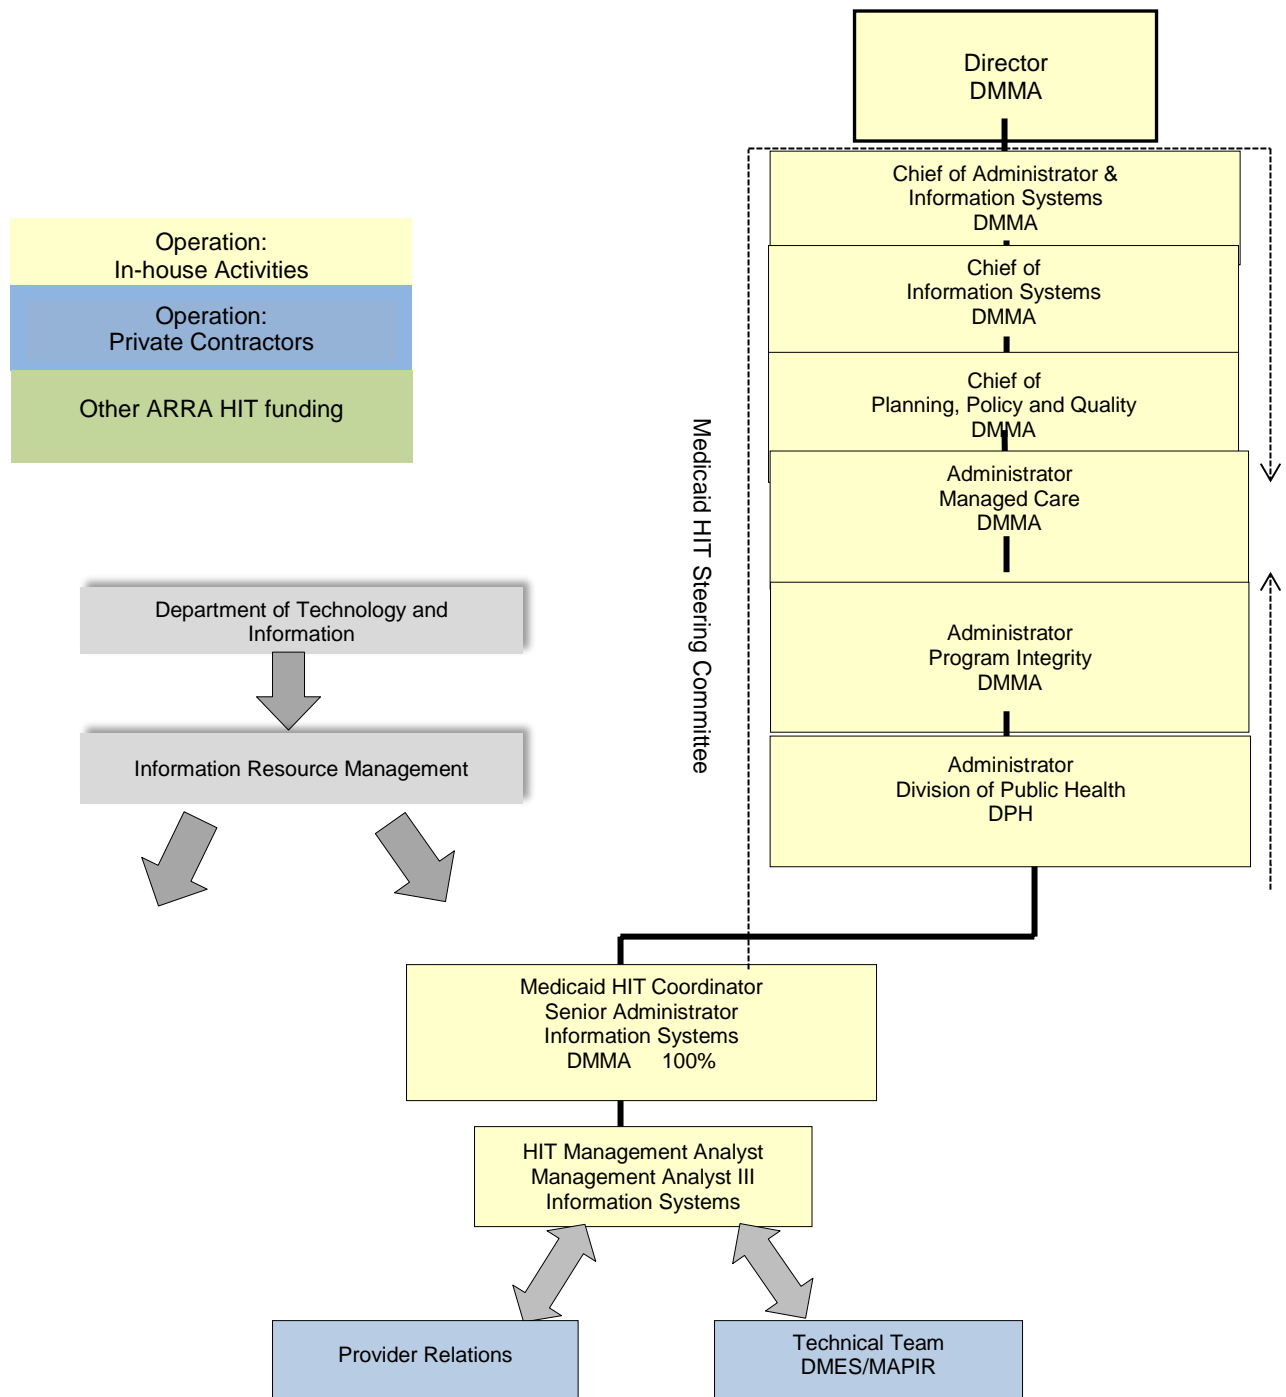 Director
DMMA
Chief of Administrator &
Information Systems
DMMA
Chief of
Information Systems
DMMA
Chief of
Planning, Policy and Quality
DMMA
Administrator
Managed Care
DMMA
Administrator
Program Integrity
DMMA
Administrator
Division of Public Health
DPH
Medicaid HIT Steering Committee
Operation:
In-house Activities
Operation:
Private Contractors
Other ARRA HIT funding
Department of Technology and
Information
Information Resource Management
Medicaid HIT Coordinator
Senior Administrator
Information Systems
DMMA 100%
HIT Management Analyst
Management Analyst III
Information Systems
Provider Relations
Technical Team
DMES/MAPIR